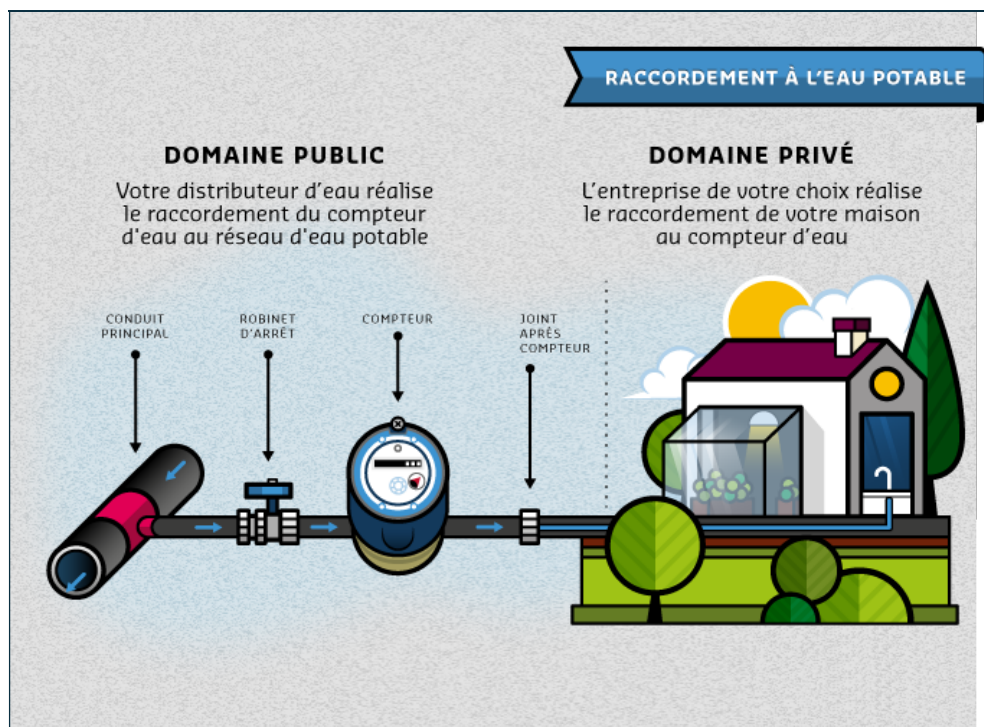 RACCORDEMENT À L'EAU POTABLE
DOMAINE PUBLIC
Votre distributeur d'eau réalise
le raccordement du compteur
d'eau au réseau d'eau potable
DOMAINE PRIVÉ
L'entreprise de votre choix réalise
le raccordement de votre maison
au compteur d'eau
CONDUIT
PRINCIPAL
ROBINET
D'ARRÊT
COMPTEUR
JOINT
APRÉS
COMPTEUR